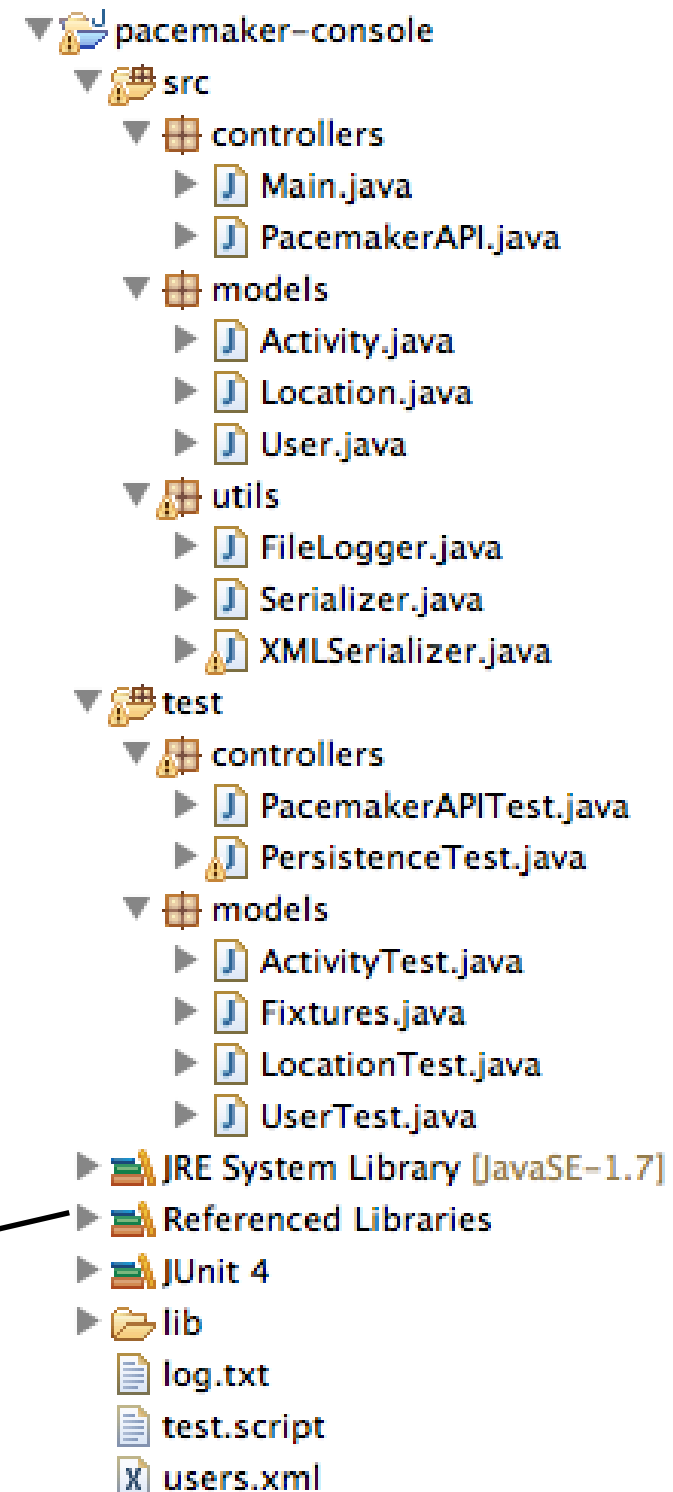 pacemaker-console
src
controllers
Main.java
PacemakerAPI.java
models
Activity.java
Location.java
User.java
utils
FileLogger.java
Serializer.java
XMLSerializer.java
test
controllers
PacemakerAPITest.java
PersistenceTest.java
models
ActivityTest.java
Fixtures.java
LocationTest.java
UserTest.java
JRE System Library [JavaSE-1.7]
Referenced Libraries
JUnit 4
lib
log.txt
test.script
users.xml